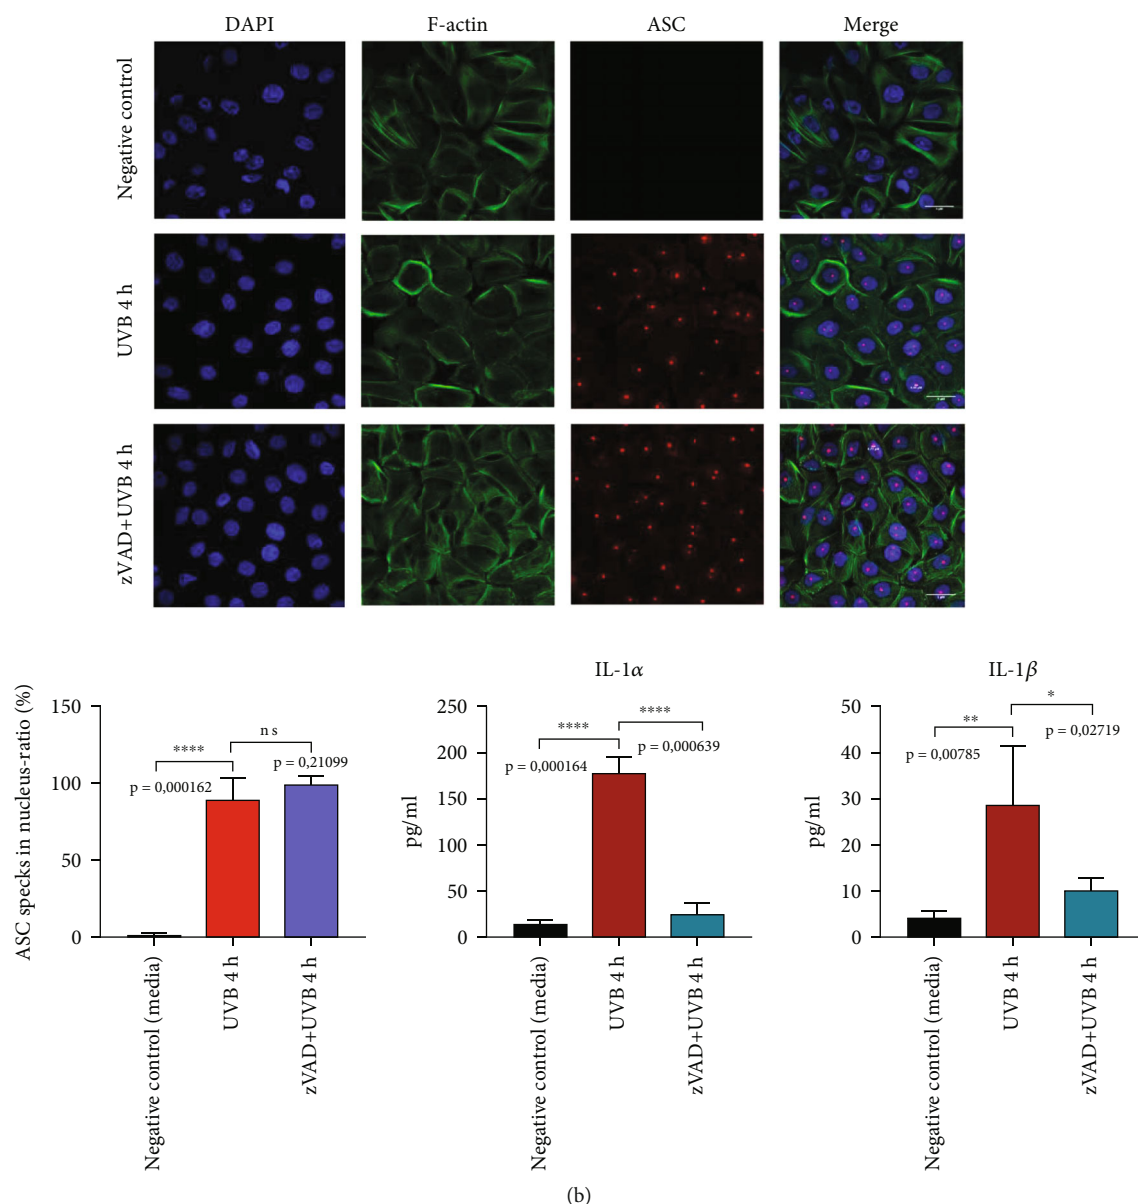 DAPI F-actin ASC Merge
Negative control
UVB 4 h
zVAD+UVB 4 h
ASC specks in nucleus-ratio (%)
150
100
50
0
****
p = 0,000162
ns
p = 0,21099
Negative control (media)
UVB 4 h
zVAD+UVB 4 h
IL-1α
pg/ml
250
200
150
100
50
0
****
p = 0,000164
****
p = 0,000639
Negative control (media)
UVB 4 h
zVAD+UVB 4 h
IL-1β
pg/ml
50
40
30
20
10
0
**
p = 0,00785
*
p = 0,02719
Negative control (media)
UVB 4 h
zVAD+UVB 4 h
(b)